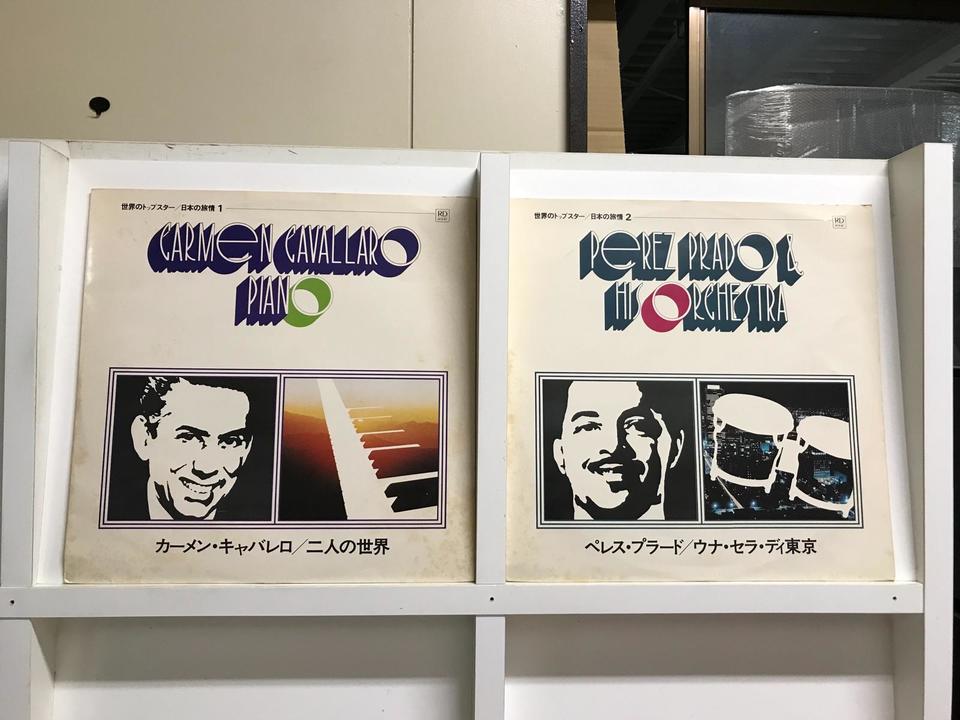 世界のトップスター/日本の旅情 1
RD
CARMEN CAVALLARO
PIANO
カーメン・キャバレロ/二人の世界
世界のトップスター/日本の旅情 2
RD
PEREZ PRADO &
HIS ORCHESTRA
ペレス・プラード/ウナ・セラ・ディ東京